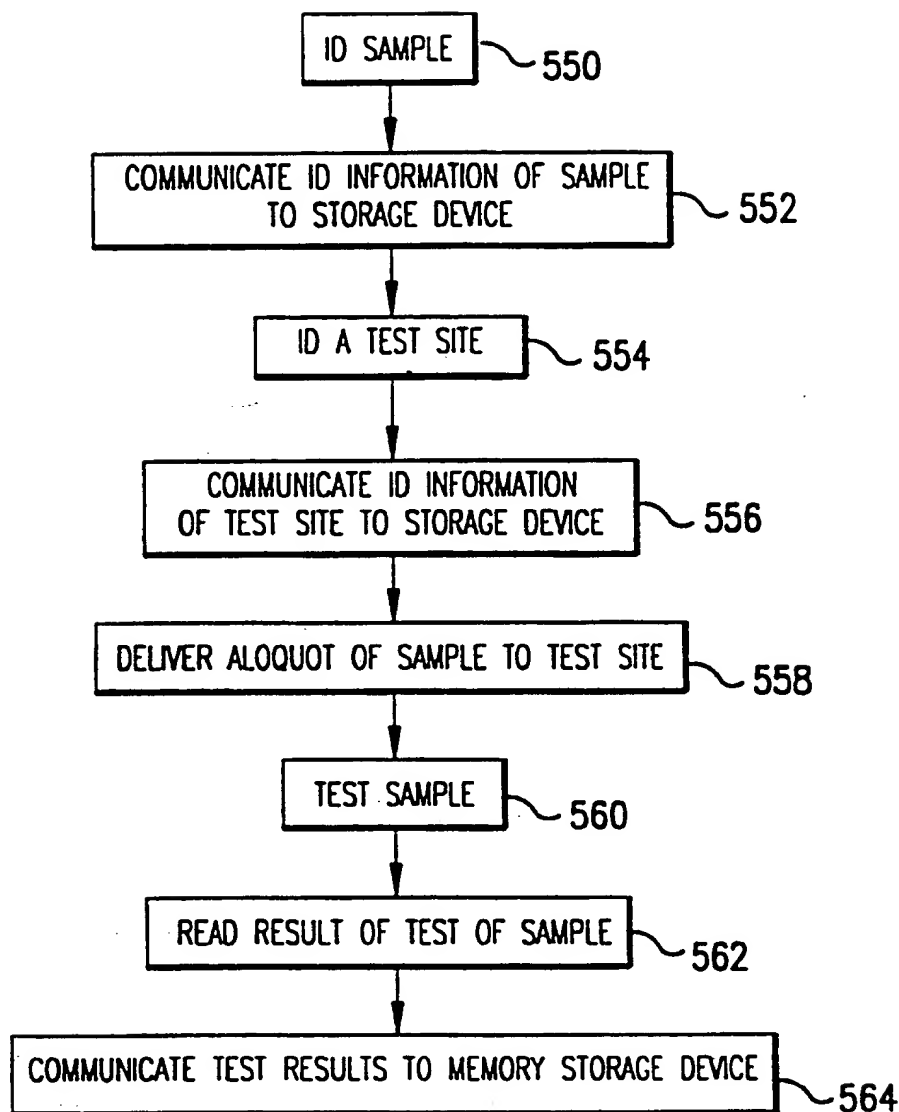 ID SAMPLE
550
COMMUNICATE ID INFORMATION OF SAMPLE
TO STORAGE DEVICE
552
ID A TEST SITE
554
COMMUNICATE ID INFORMATION
OF TEST SITE TO STORAGE DEVICE
556
DELIVER ALOQUOT OF SAMPLE TO TEST SITE
558
TEST SAMPLE
560
READ RESULT OF TEST OF SAMPLE
562
COMMUNICATE TEST RESULTS TO MEMORY STORAGE DEVICE
564